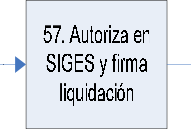 57. Autoriza en
SIGES y firma
liquidación